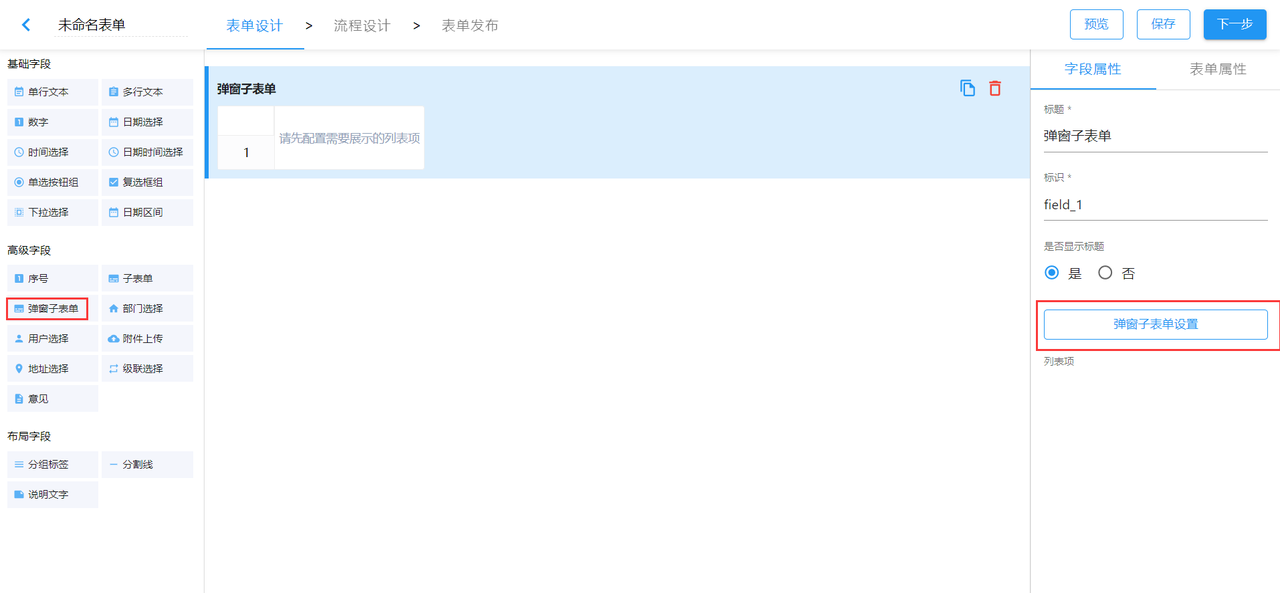 未命名表单
表单设计 > 流程设计 > 表单发布
预览 保存 下一步
基础字段
单行文本 多行文本
数字 日期选择
时间选择 日期时间选择
单选按钮组 复选框组
下拉选择 日期区间
高级字段
序号 子表单
弹窗子表单 部门选择
用户选择 附件上传
地址选择 级联选择
意见
布局字段
分组标签 分割线
说明文字
弹窗子表单
请先配置需要展示的列表项
1
字段属性 表单属性
标题 *
弹窗子表单
标识 *
field_1
是否显示标题
是 否
弹窗子表单设置
列表项